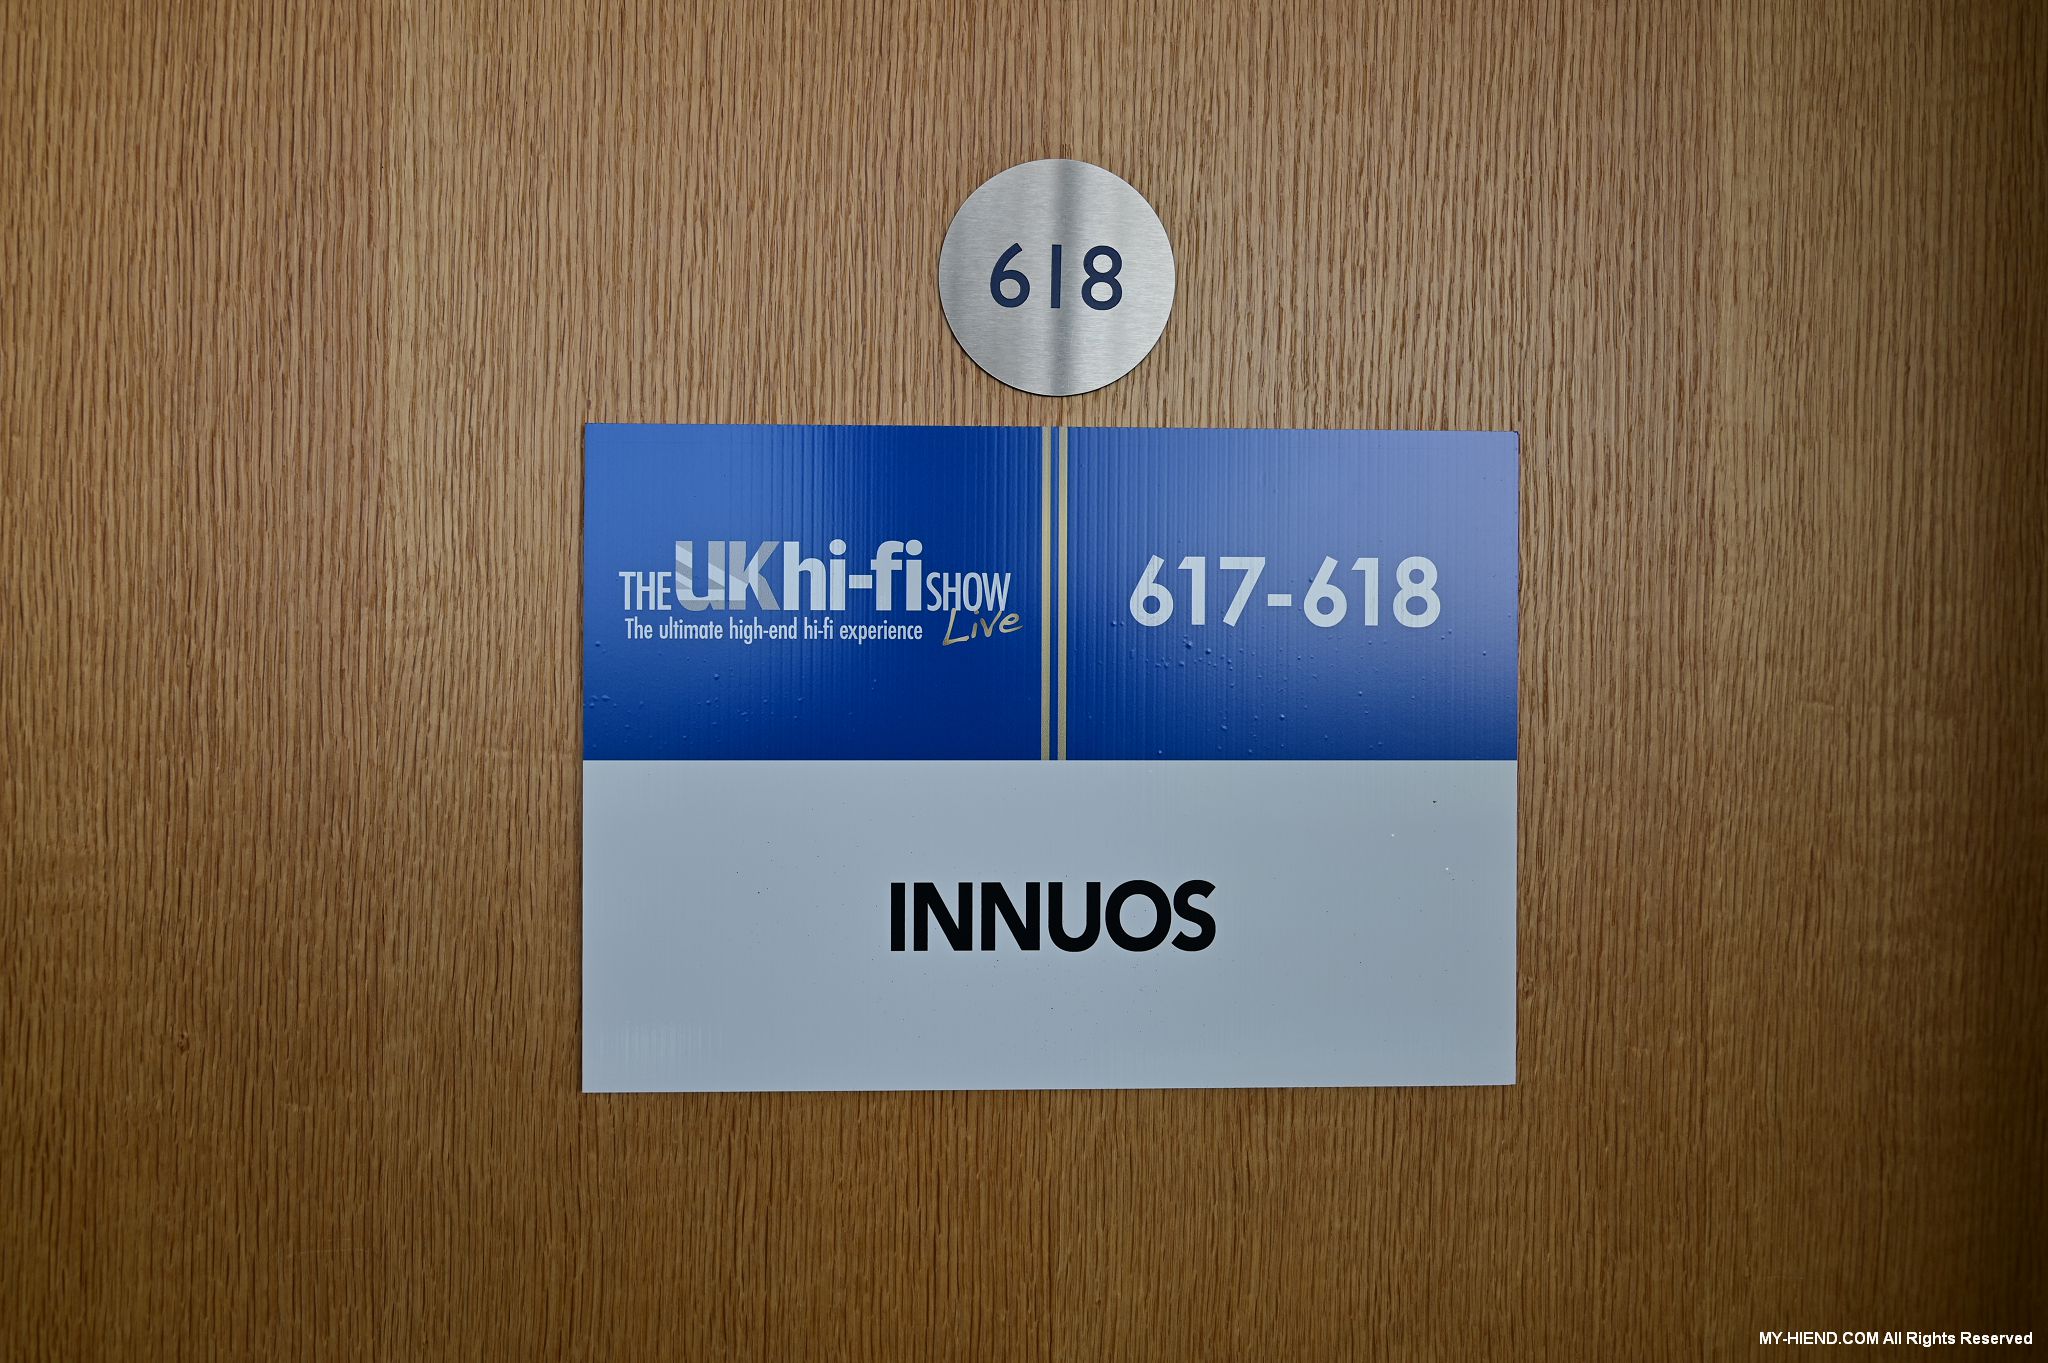 618
THE UK hi-fi SHOW Live
The ultimate high-end hi-fi experience
617-618
INNUOS
MY-HIEND.COM All Rights Reserved